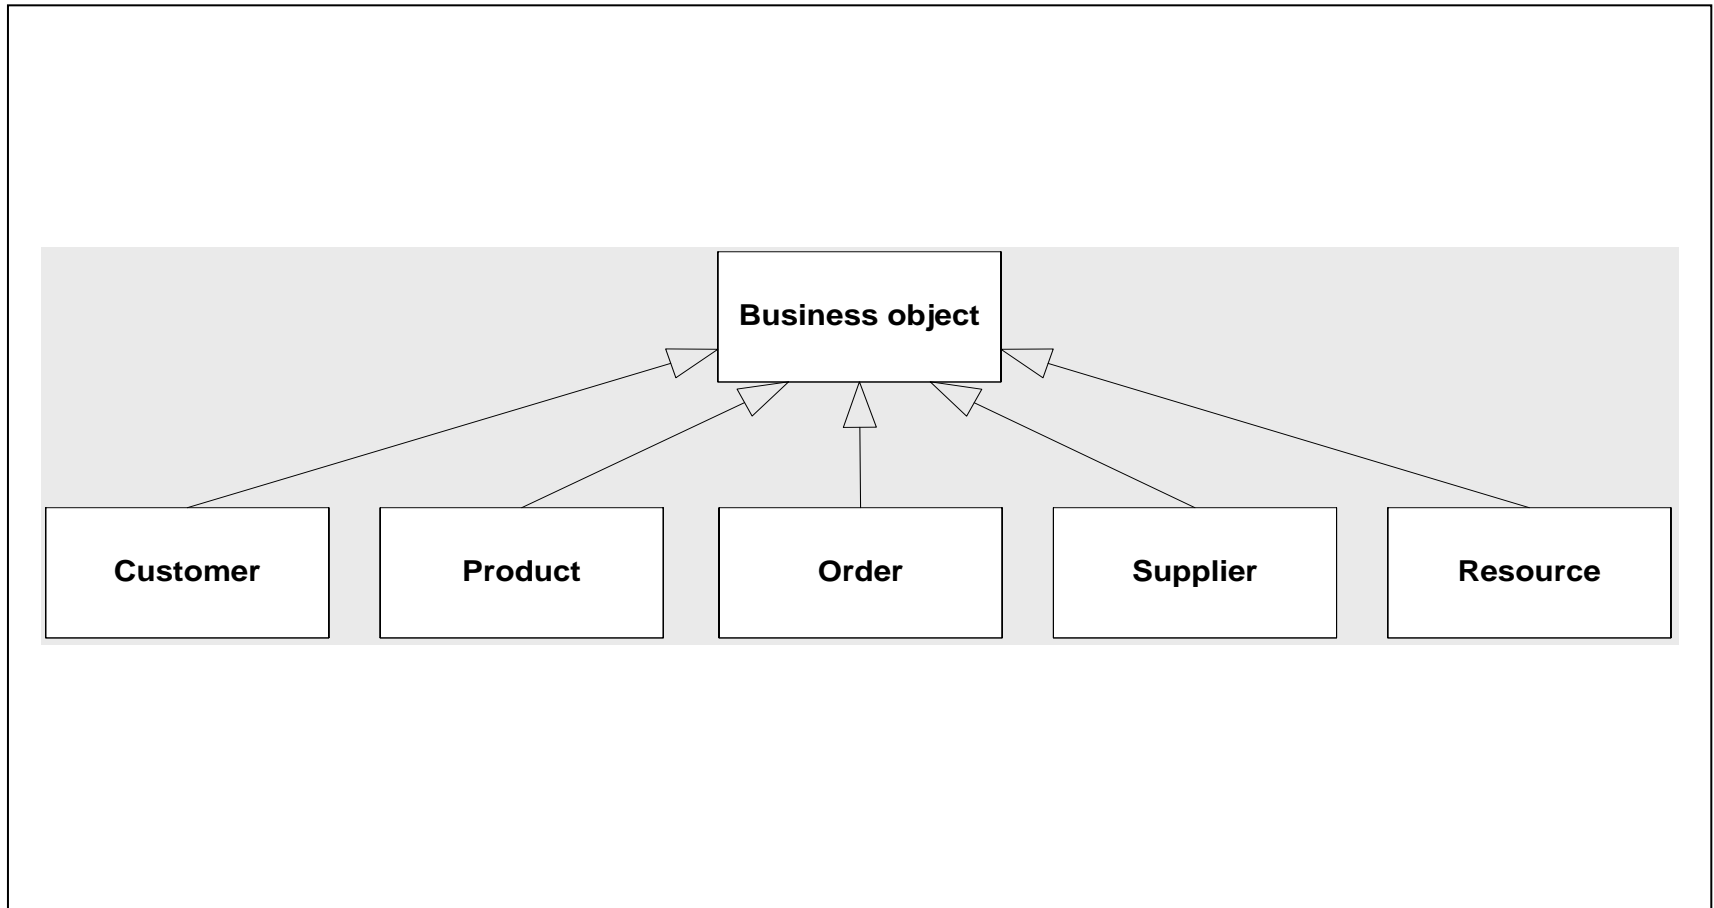 Business object
Customer
Product
Order
Supplier
Resource